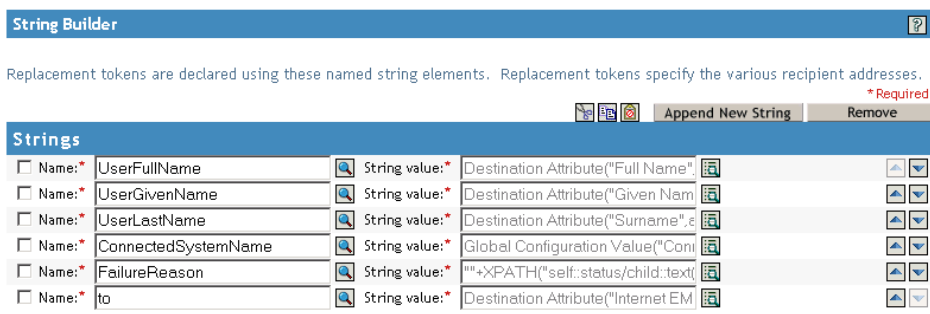 String Builder
Replacement tokens are declared using these named string elements. Replacement tokens specify the various recipient addresses.
* Required
Append New String Remove
Strings
Name:* UserFullName String value:* Destination Attribute("Full Name",
Name:* UserGivenName String value:* Destination Attribute("Given Nam
Name:* UserLastName String value:* Destination Attribute("Surname",
Name:* ConnectedSystemName String value:* Global Configuration Value("Conn
Name:* FailureReason String value:* ""+XPATH("self::status/child::text(
Name:* to String value:* Destination Attribute("Internet EM